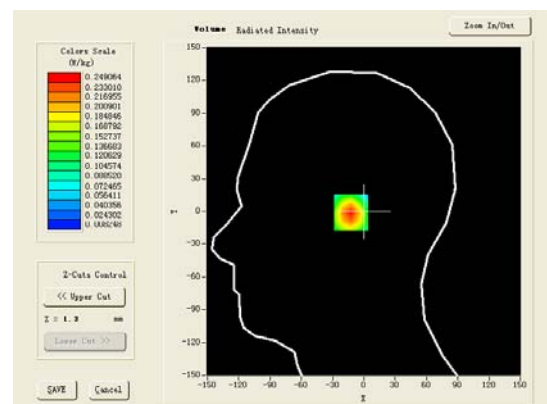 Volume Radiated Intensity
Zoom In/Out
Colors Scale
(W/kg)
0.249064
0.233010
0.216955
0.200901
0.184846
0.168792
0.152737
0.136683
0.120629
0.104574
0.088520
0.072465
0.056411
0.040356
0.024302
0.008248
Z-Cuts Control
<< Upper Cut
Z = 1.3 mm
Lower Cut >>
SAVE
Cancel
150
120
90
60
30
0
-30
-60
-90
-120
-150
Y
-150 -120 -90 -60 -30 0 30 60 90 120 150
X